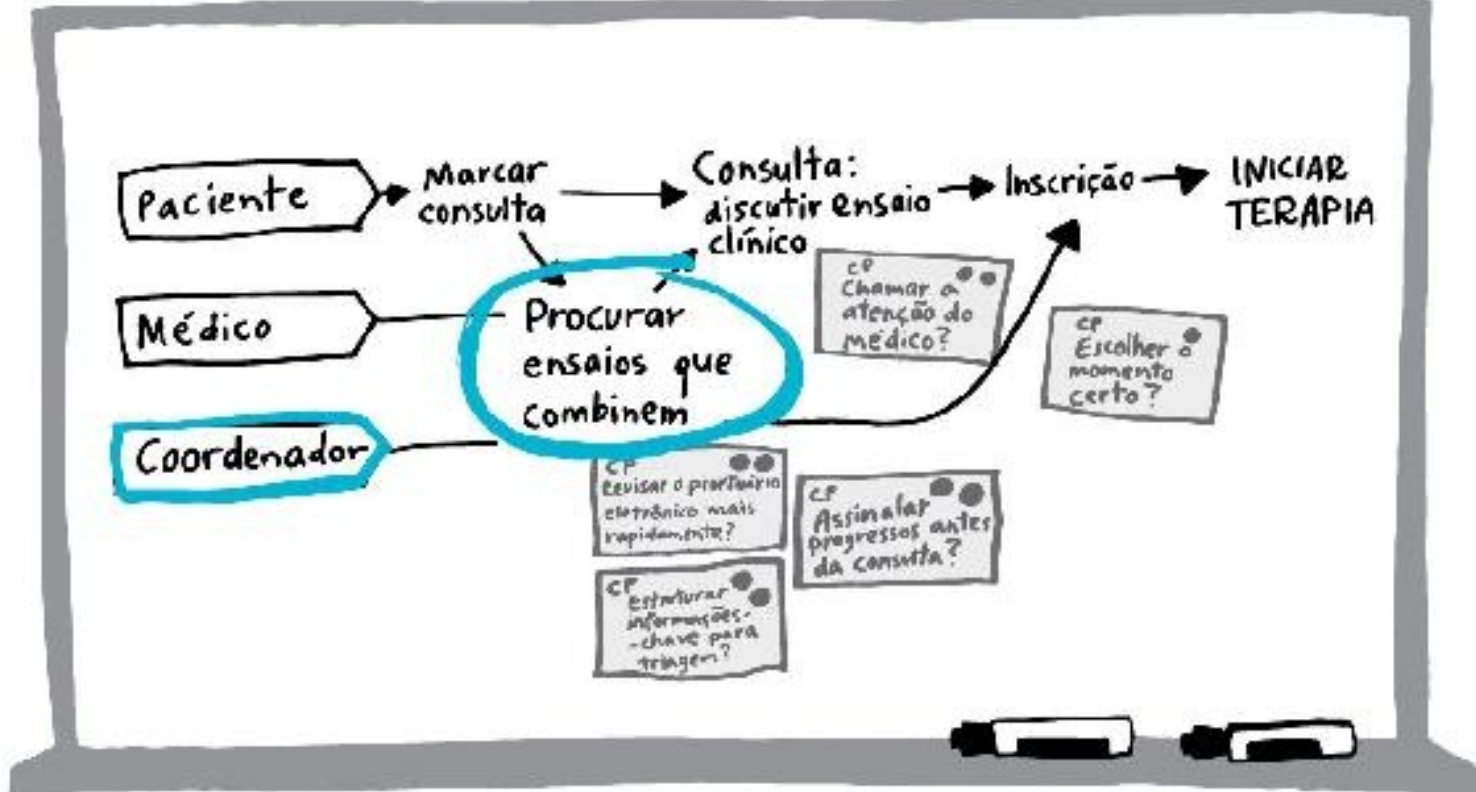 Paciente
Marcar
consulta
Consulta:
discutir ensaio
clínico
Inscrição
INICIAR
TERAPIA
Médico
Procurar
ensaios que
combinem
Coordenador
CP
Chamar a
atenção do
médico?
CP
Escolher o
momento
certo?
CP
Revisar o prontuário
eletrônico mais
rapidamente?
CP
Assinalar
progressos antes
da consulta?
CP
Estruturar
informações-
-chave para
triagem?